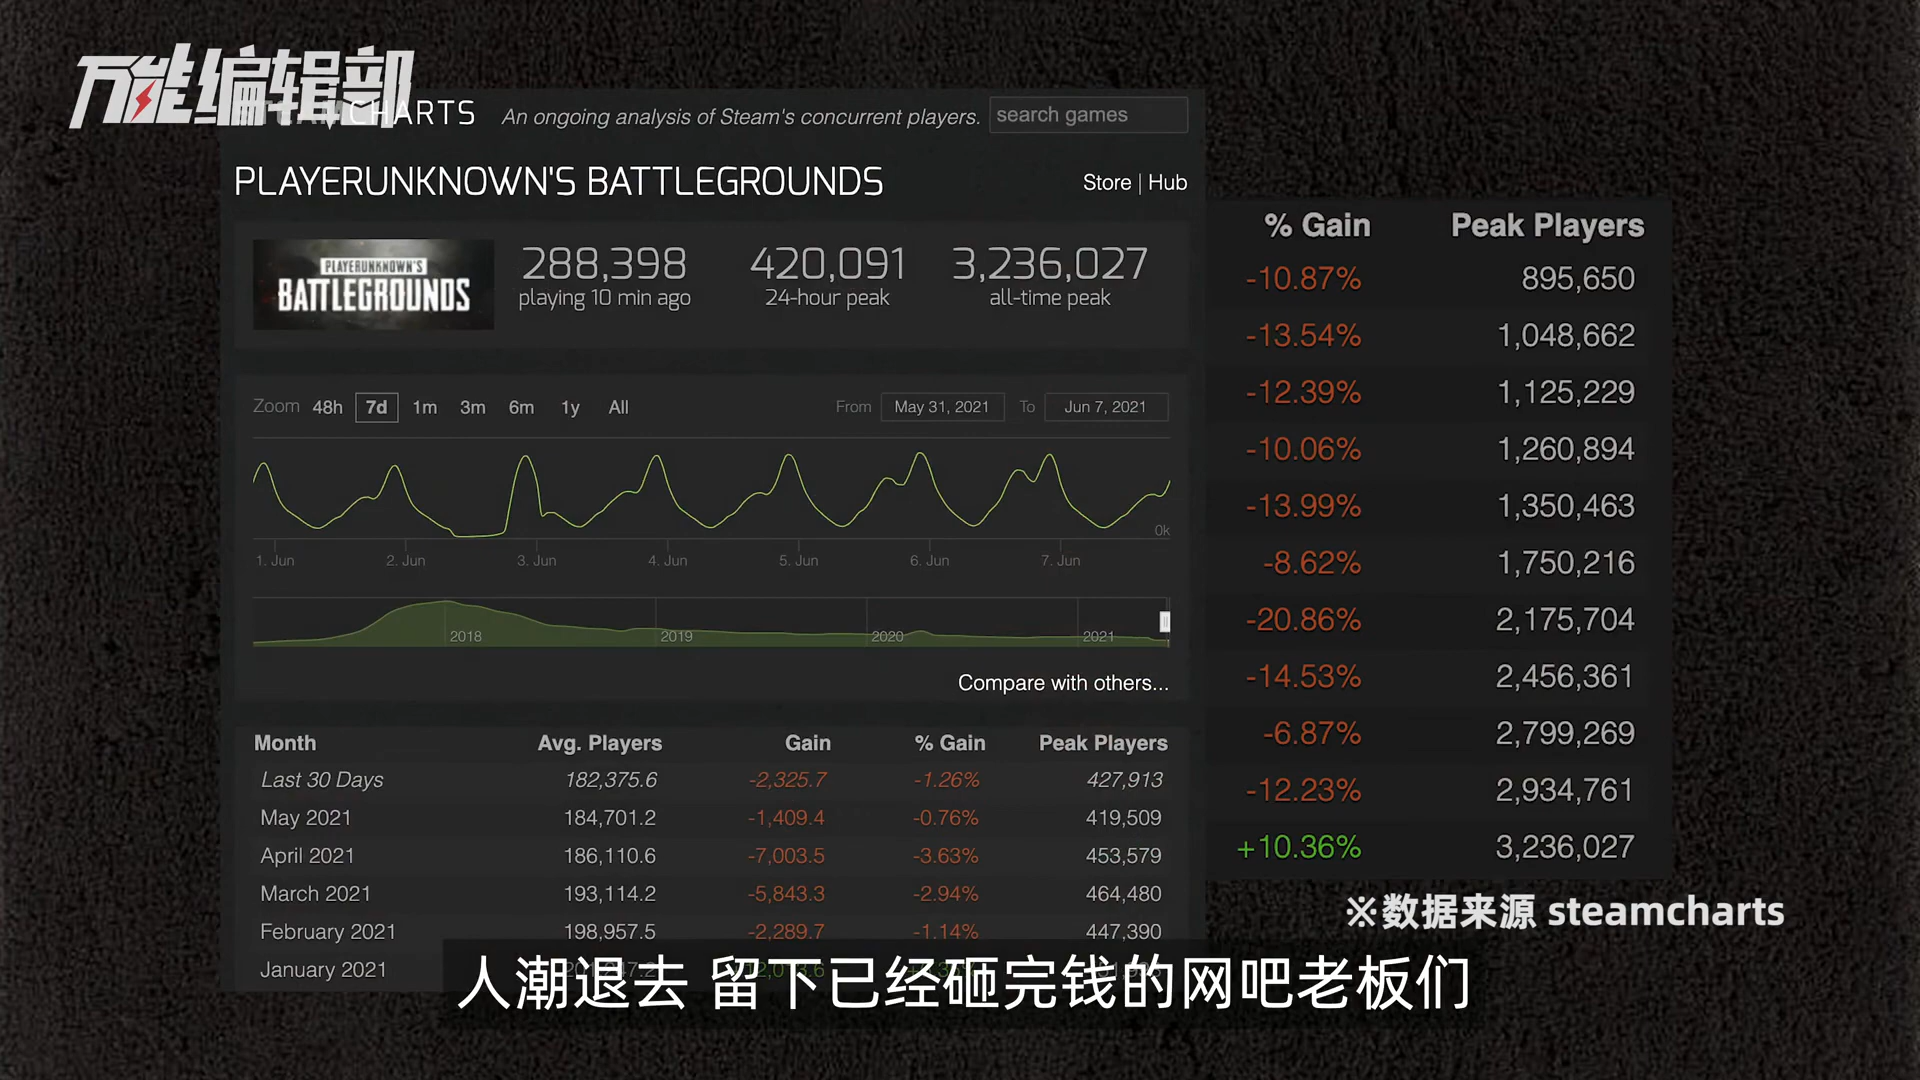 万能编辑部
CHARTS
An ongoing analysis of Steam's concurrent players.
search games
PLAYERUNKNOWN'S BATTLEGROUNDS
Store | Hub
PLAYERUNKNOWN'S
BATTLEGROUNDS
288,398 420,091 3,236,027
playing 10 min ago 24-hour peak all-time peak
Zoom 48h 7d 1m 3m 6m 1y All From May 31, 2021 To Jun 7, 2021
0k
1. Jun 2. Jun 3. Jun 4. Jun 5. Jun 6. Jun 7. Jun
2018 2019 2020 2021
Compare with others...
Month Avg. Players Gain % Gain Peak Players
Last 30 Days 182,375.6 -2,325.7 -1.26% 427,913
May 2021 184,701.2 -1,409.4 -0.76% 419,509
April 2021 186,110.6 -7,003.5 -3.63% 453,579
March 2021 193,114.2 -5,843.3 -2.94% 464,480
February 2021 198,957.5 -2,289.7 -1.14% 447,390
January 2021
% Gain Peak Players
-10.87% 895,650
-13.54% 1,048,662
-12.39% 1,125,229
-10.06% 1,260,894
-13.99% 1,350,463
-8.62% 1,750,216
-20.86% 2,175,704
-14.53% 2,456,361
-6.87% 2,799,269
-12.23% 2,934,761
+10.36% 3,236,027
※数据来源 steamcharts
人潮退去 留下已经砸完钱的网吧老板们